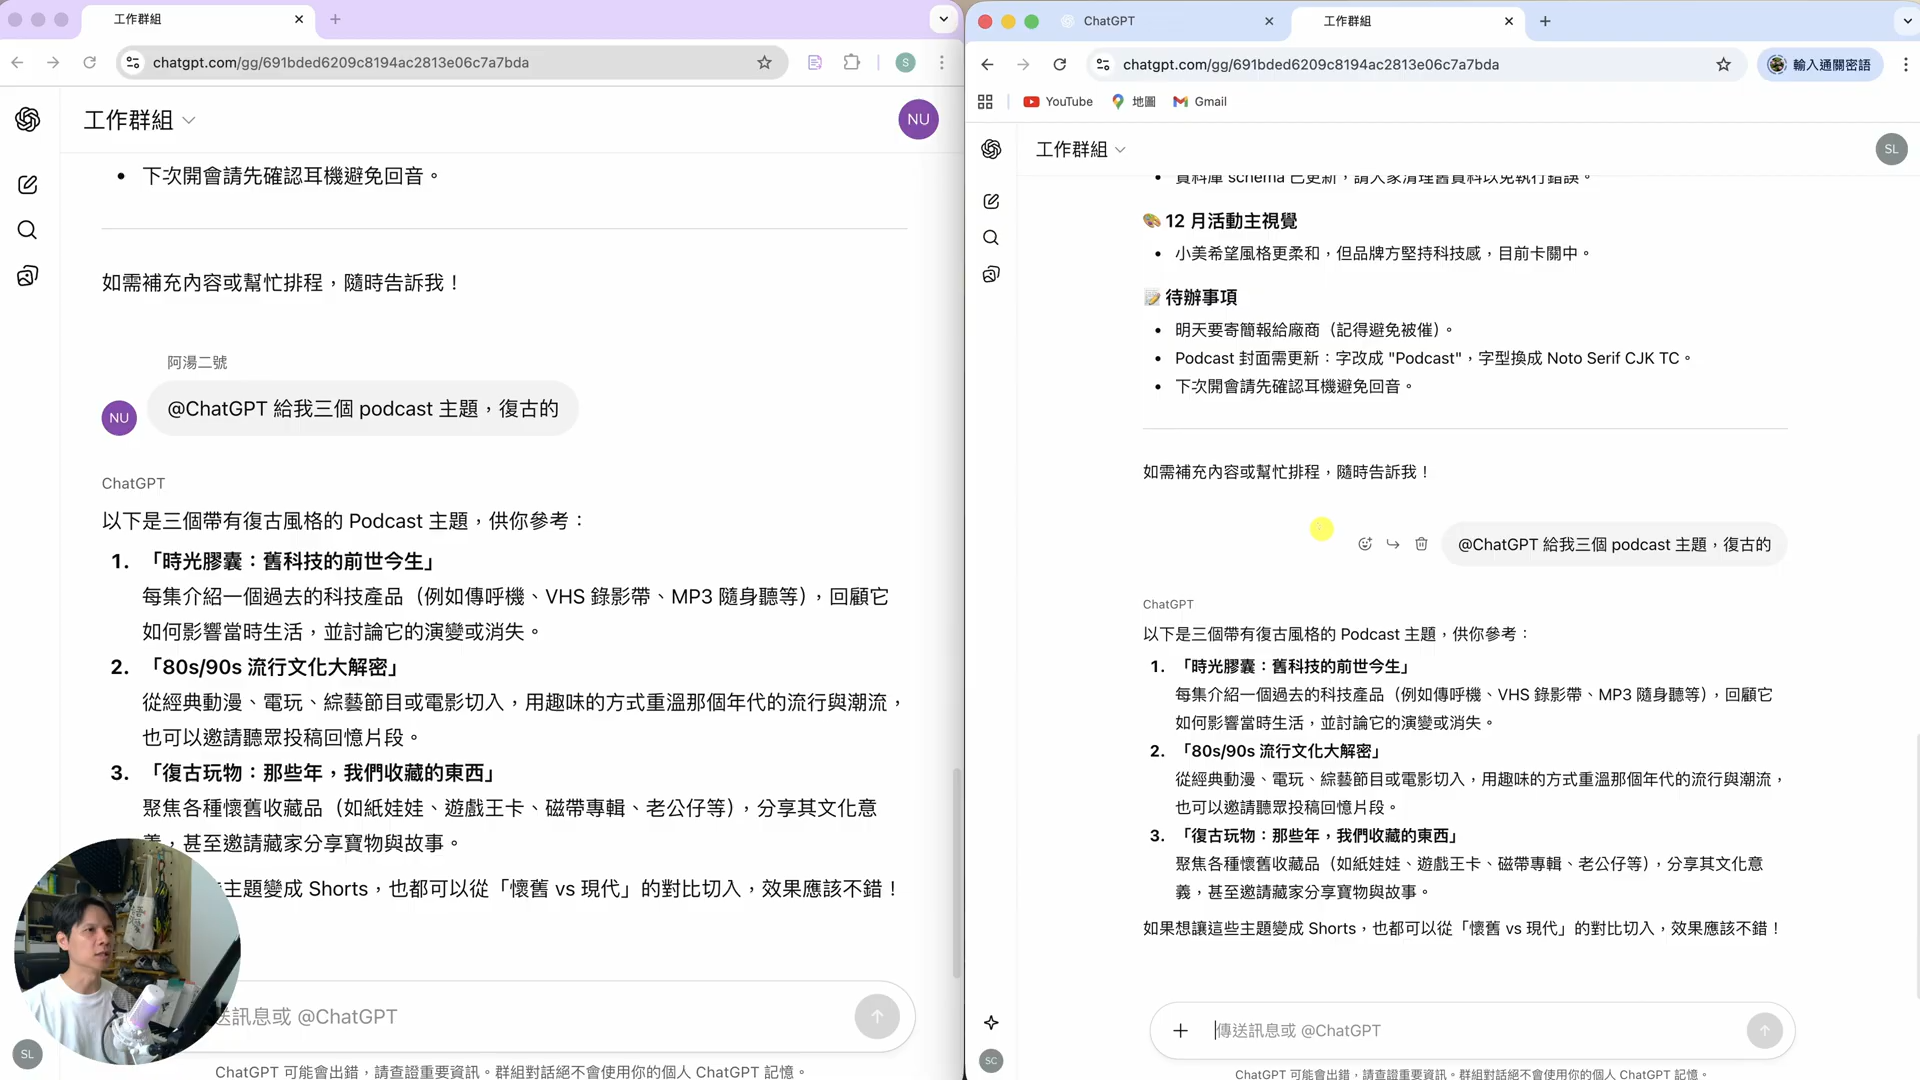 工作群組
chatgpt.com/gg/691bded6209c8194ac2813e06c7a7bda
S
工作群組
NU
下次開會請先確認耳機避免回音。
如需補充內容或幫忙排程，隨時告訴我！
阿湯二號
NU
@ChatGPT 給我三個 podcast 主題，復古的
ChatGPT
以下是三個帶有復古風格的 Podcast 主題，供你參考：
1. 「時光膠囊：舊科技的前世今生」
每集介紹一個過去的科技產品（例如傳呼機、VHS 錄影帶、MP3 隨身聽等），回顧它
如何影響當時生活，並討論它的演變或消失。
2. 「80s/90s 流行文化大解密」
從經典動漫、電玩、綜藝節目或電影切入，用趣味的方式重溫那個年代的流行與潮流，
也可以邀請聽眾投稿回憶片段。
3. 「復古玩物：那些年，我們收藏的東西」
聚焦各種懷舊收藏品（如紙娃娃、遊戲王卡、磁帶專輯、老公仔等），分享其文化意
，甚至邀請藏家分享寶物與故事。
主題變成 Shorts，也都可以從「懷舊 vs 現代」的對比切入，效果應該不錯！
送訊息或 @ChatGPT
SL
ChatGPT 可能會出錯，請查證重要資訊。群組對話絕不會使用你的個人 ChatGPT 記憶。
ChatGPT
工作群組
chatgpt.com/gg/691bded6209c8194ac2813e06c7a7bda
輸入通關密語
YouTube
地圖
Gmail
工作群組
SL
資料庫 schema 已更新，請大家清理舊資料以免執行錯誤。
🎨 12 月活動主視覺
小美希望風格更柔和，但品牌方堅持科技感，目前卡關中。
📝 待辦事項
明天要寄簡報給廠商（記得避免被催）。
Podcast 封面需更新：字改成 "Podcast"，字型換成 Noto Serif CJK TC。
下次開會請先確認耳機避免回音。
如需補充內容或幫忙排程，隨時告訴我！
@ChatGPT 給我三個 podcast 主題，復古的
ChatGPT
以下是三個帶有復古風格的 Podcast 主題，供你參考：
1. 「時光膠囊：舊科技的前世今生」
每集介紹一個過去的科技產品（例如傳呼機、VHS 錄影帶、MP3 隨身聽等），回顧它
如何影響當時生活，並討論它的演變或消失。
2. 「80s/90s 流行文化大解密」
從經典動漫、電玩、綜藝節目或電影切入，用趣味的方式重溫那個年代的流行與潮流，
也可以邀請聽眾投稿回憶片段。
3. 「復古玩物：那些年，我們收藏的東西」
聚焦各種懷舊收藏品（如紙娃娃、遊戲王卡、磁帶專輯、老公仔等），分享其文化意
義，甚至邀請藏家分享寶物與故事。
如果想讓這些主題變成 Shorts，也都可以從「懷舊 vs 現代」的對比切入，效果應該不錯！
傳送訊息或 @ChatGPT
SC
ChatGPT 可能會出錯，請查證重要資訊。群組對話絕不會使用你的個人 ChatGPT 記憶。